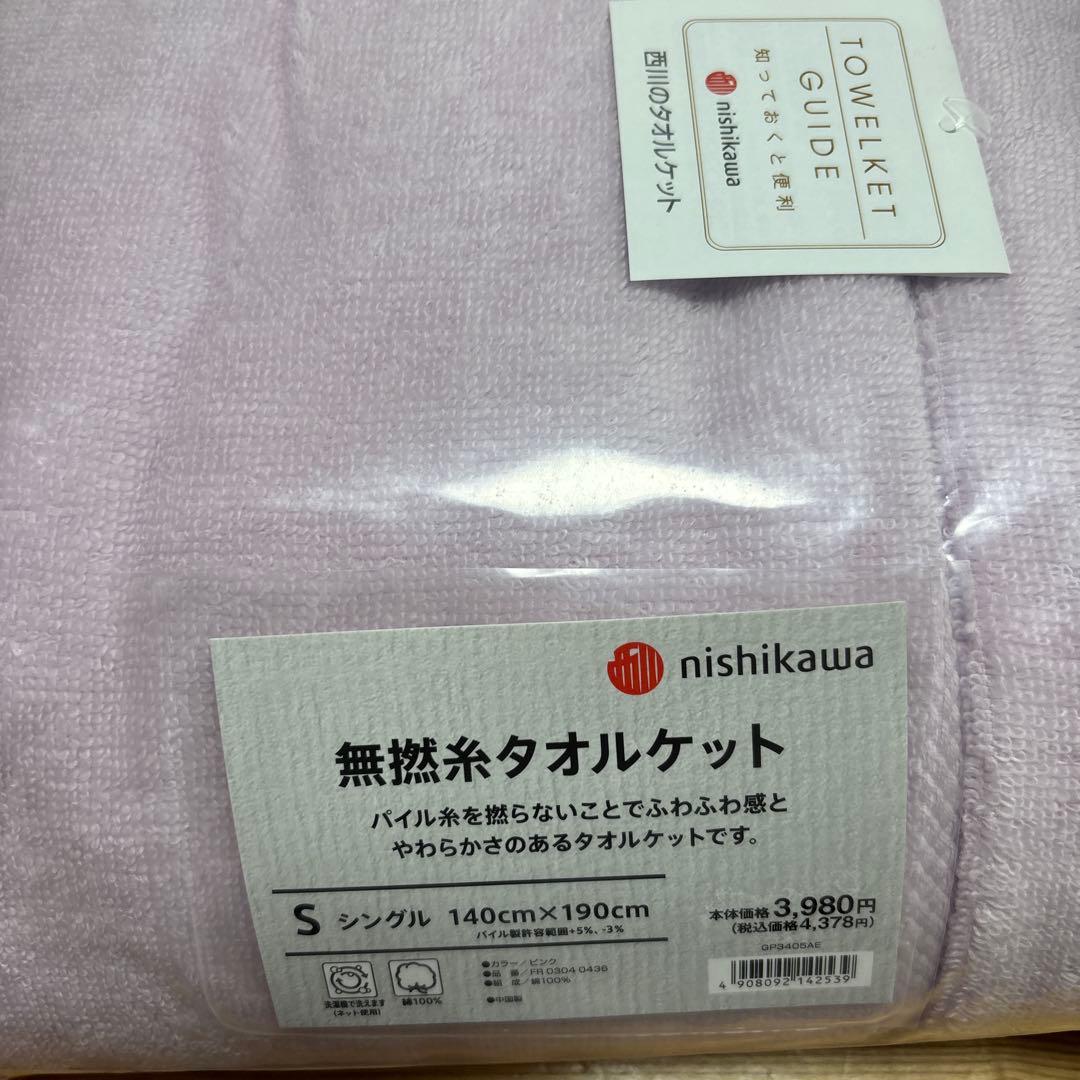 TOWELKET
GUIDE
知っておくと便利
西川 nishikawa
西川のタオルケット
西川 nishikawa
無撚糸タオルケット
パイル糸を撚らないことでふわふわ感と
やわらかさのあるタオルケットです。
S シングル 140cm×190cm
パイル製許容範囲+5%、-3%
本体価格3,980円
(税込価格4,378円)
GP3405AE
4 908092 142539
洗濯機で洗えます
(ネット使用)
綿100%
●カラー/ピンク
●品 番/FR 0304 0436
●組 成/綿100%
●中国製